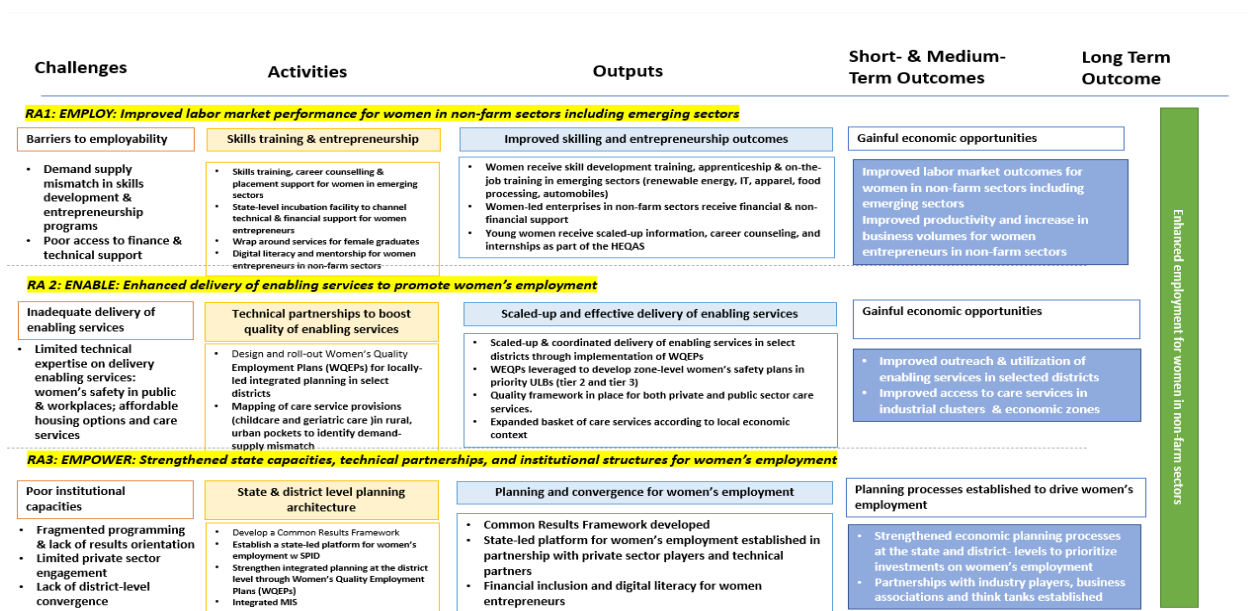 Challenges
Activities
Outputs
Short- & Medium-
Term Outcomes
Long Term
Outcome
RA1: EMPLOY: Improved labor market performance for women in non-farm sectors including emerging sectors
Barriers to employability
• Demand supply
mismatch in skills
development &
entrepreneurship
programs
• Poor access to finance &
technical support
Skills training & entrepreneurship
• Skills training, career counselling &
placement support for women in emerging
sectors
• State-level incubation facility to channel
technical & financial support for women
entrepreneurs
• Wrap around services for female graduates
• Digital literacy and mentorship for women
entrepreneurs in non-farm sectors
Improved skilling and entrepreneurship outcomes
• Women receive skill development training, apprenticeship & on-the-
job training in emerging sectors (renewable energy, IT, apparel, food
processing, automobiles)
• Women-led enterprises in non-farm sectors receive financial & non-
financial support
• Young women receive scaled-up information, career counseling, and
internships as part of the HEQAS
Gainful economic opportunities
Improved labor market outcomes for
women in non-farm sectors including
emerging sectors
Improved productivity and increase in
business volumes for women
entrepreneurs in non-farm sectors
RA 2: ENABLE: Enhanced delivery of enabling services to promote women's employment
Inadequate delivery of
enabling services
• Limited technical
expertise on delivery
enabling services:
women's safety in public
& workplaces; affordable
housing options and care
services
Technical partnerships to boost
quality of enabling services
• Design and roll-out Women's Quality
Employment Plans (WQEPs) for locally-
led integrated planning in select
districts
• Mapping of care service provisions
(childcare and geriatric care )in rural,
urban pockets to identify demand-
supply mismatch
Scaled-up and effective delivery of enabling services
• Scaled-up & coordinated delivery of enabling services in select
districts through implementation of WQEPs
• WEQPs leveraged to develop zone-level women's safety plans in
priority ULBs (tier 2 and tier 3)
• Quality framework in place for both private and public sector care
services.
• Expanded basket of care services according to local economic
context
Gainful economic opportunities
• Improved outreach & utilization of
enabling services in selected districts
• Improved access to care services in
industrial clusters & economic zones
RA3: EMPOWER: Strengthened state capacities, technical partnerships, and institutional structures for women's employment
Poor institutional
capacities
• Fragmented programming
& lack of results orientation
• Limited private sector
engagement
• Lack of district-level
convergence
State & district level planning
architecture
• Develop a Common Results Framework
• Establish a state-led platform for women's
employment w SPID
• Strengthen integrated planning at the district
level through Women's Quality Employment
Plans (WQEPs)
• Integrated MIS
Planning and convergence for women's employment
• Common Results Framework developed
• State-led platform for women's employment established in
partnership with private sector players and technical
partners
• Financial inclusion and digital literacy for women
entrepreneurs
Planning processes established to drive women's
employment
• Strengthened economic planning processes
at the state and district- levels to prioritize
investments on women's employment
• Partnerships with industry players, business
associations and think tanks established
Enhanced employment for women in non-farm sectors